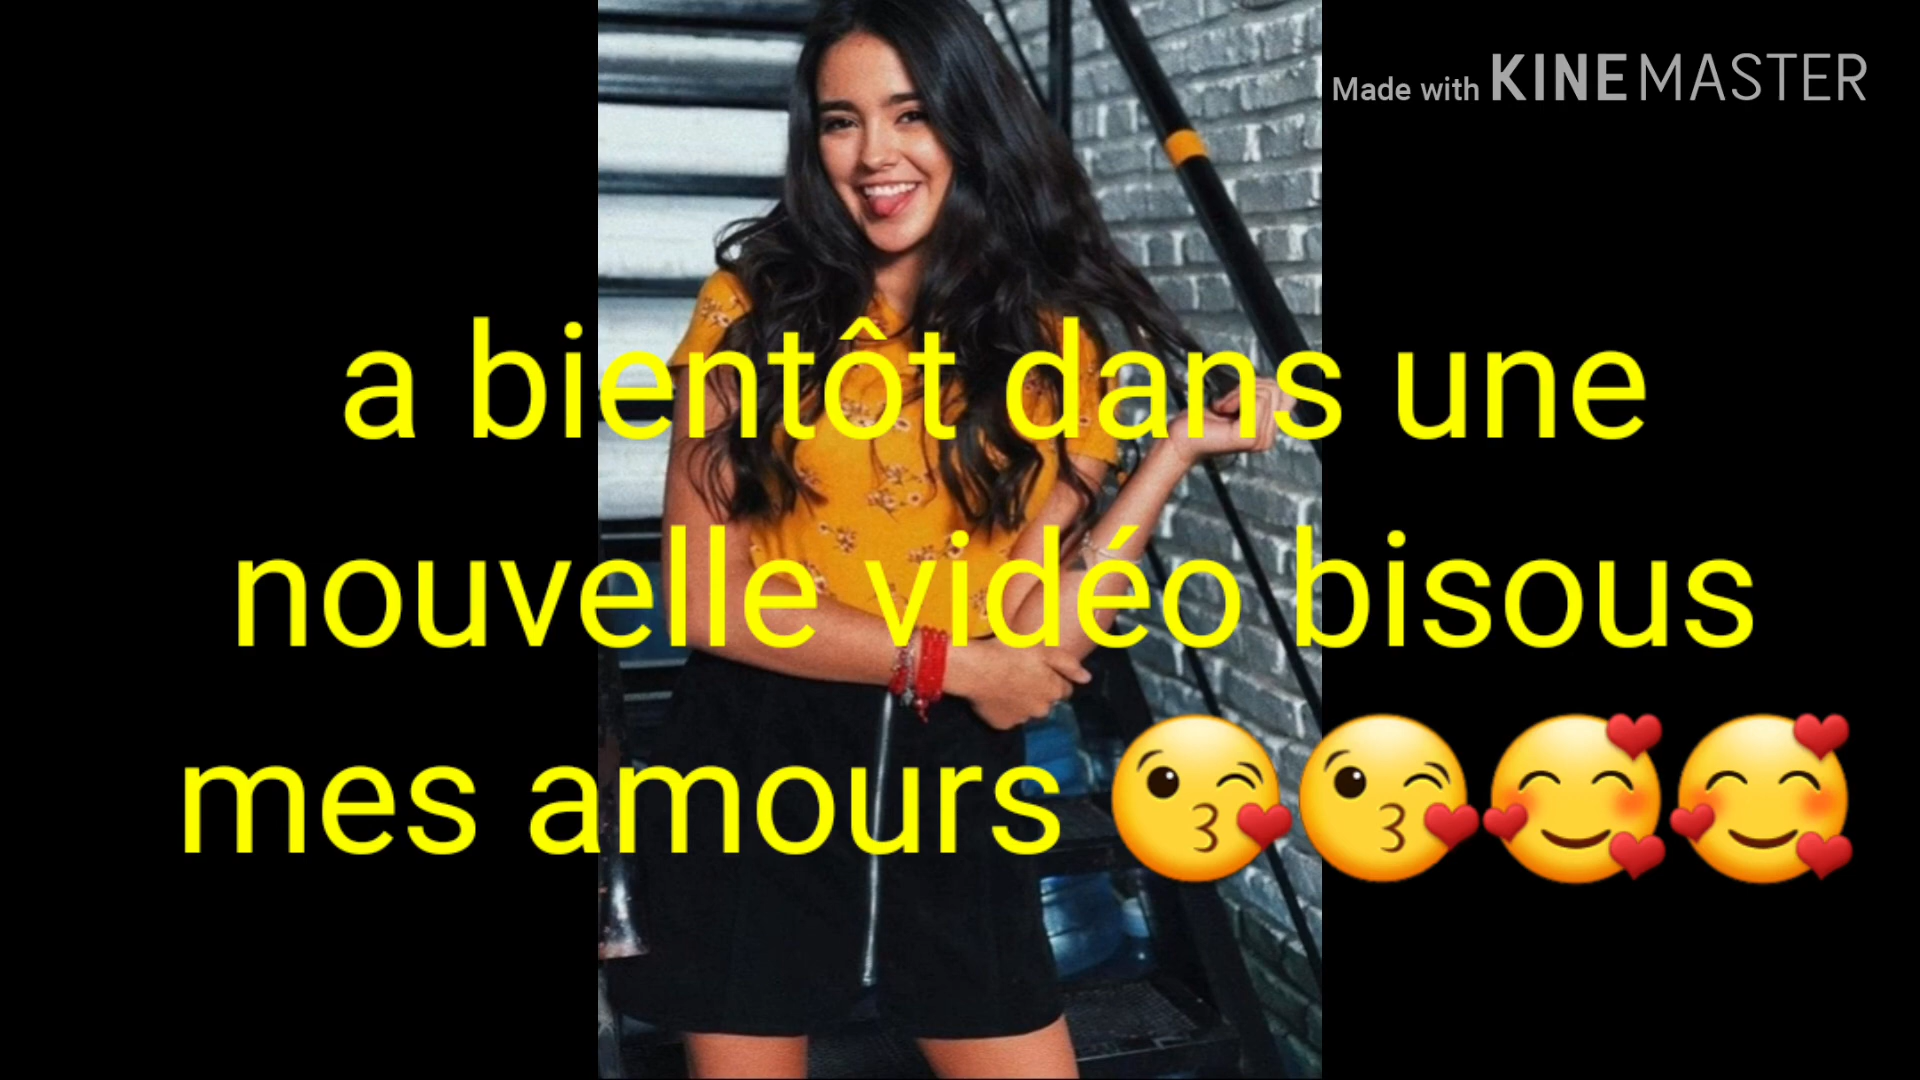 Made with KINEMASTER
a bientôt dans une
nouvelle vidéo bisous
mes amours 😘😘🥰🥰